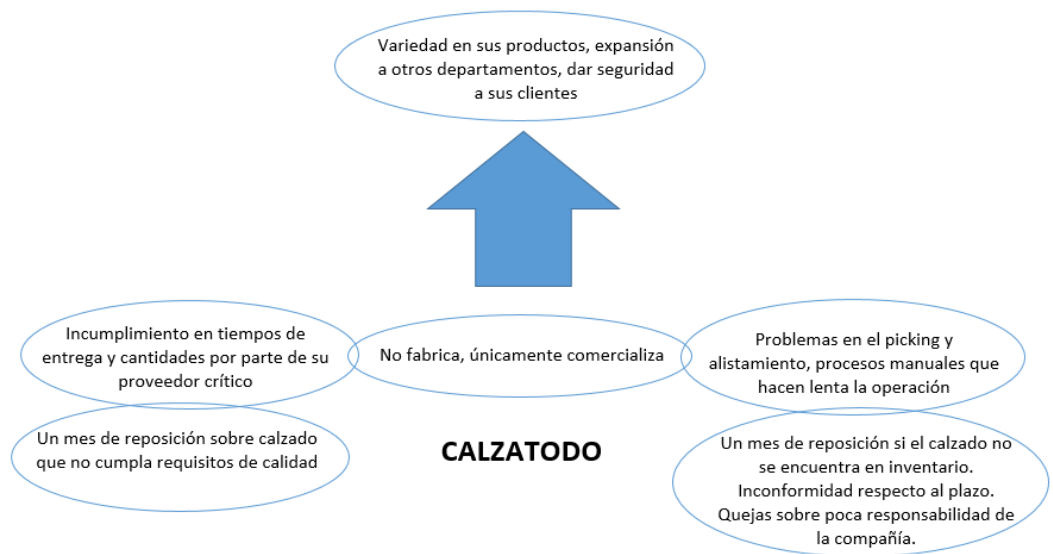 Variedad en sus productos, expansión
a otros departamentos, dar seguridad
a sus clientes
Incumplimiento en tiempos de
entrega y cantidades por parte de su
proveedor crítico
No fabrica, únicamente comercializa
Problemas en el picking y
alistamiento, procesos manuales que
hacen lenta la operación
Un mes de reposición sobre calzado
que no cumpla requisitos de calidad
CALZATODO
Un mes de reposición si el calzado no
se encuentra en inventario.
Inconformidad respecto al plazo.
Quejas sobre poca responsabilidad de
la compañía.